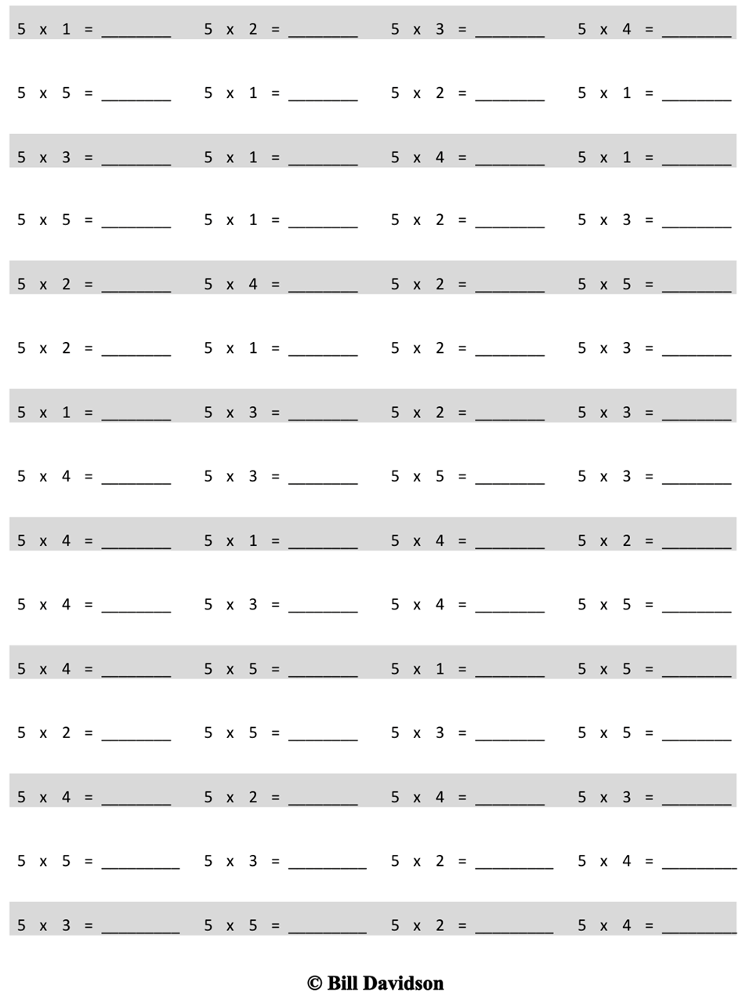 5 x 1 = ________ 5 x 2 = ________ 5 x 3 = ________ 5 x 4 = ________
5 x 5 = ________ 5 x 1 = ________ 5 x 2 = ________ 5 x 1 = ________
5 x 3 = ________ 5 x 1 = ________ 5 x 4 = ________ 5 x 1 = ________
5 x 5 = ________ 5 x 1 = ________ 5 x 2 = ________ 5 x 3 = ________
5 x 2 = ________ 5 x 4 = ________ 5 x 2 = ________ 5 x 5 = ________
5 x 2 = ________ 5 x 1 = ________ 5 x 2 = ________ 5 x 3 = ________
5 x 1 = ________ 5 x 3 = ________ 5 x 2 = ________ 5 x 3 = ________
5 x 4 = ________ 5 x 3 = ________ 5 x 5 = ________ 5 x 3 = ________
5 x 4 = ________ 5 x 1 = ________ 5 x 4 = ________ 5 x 2 = ________
5 x 4 = ________ 5 x 3 = ________ 5 x 4 = ________ 5 x 5 = ________
5 x 4 = ________ 5 x 5 = ________ 5 x 1 = ________ 5 x 5 = ________
5 x 2 = ________ 5 x 5 = ________ 5 x 3 = ________ 5 x 5 = ________
5 x 4 = ________ 5 x 2 = ________ 5 x 4 = ________ 5 x 3 = ________
5 x 5 = _________ 5 x 3 = _________ 5 x 2 = _________ 5 x 4 = _________
5 x 3 = _________ 5 x 5 = _________ 5 x 2 = _________ 5 x 4 = _________
© Bill Davidson